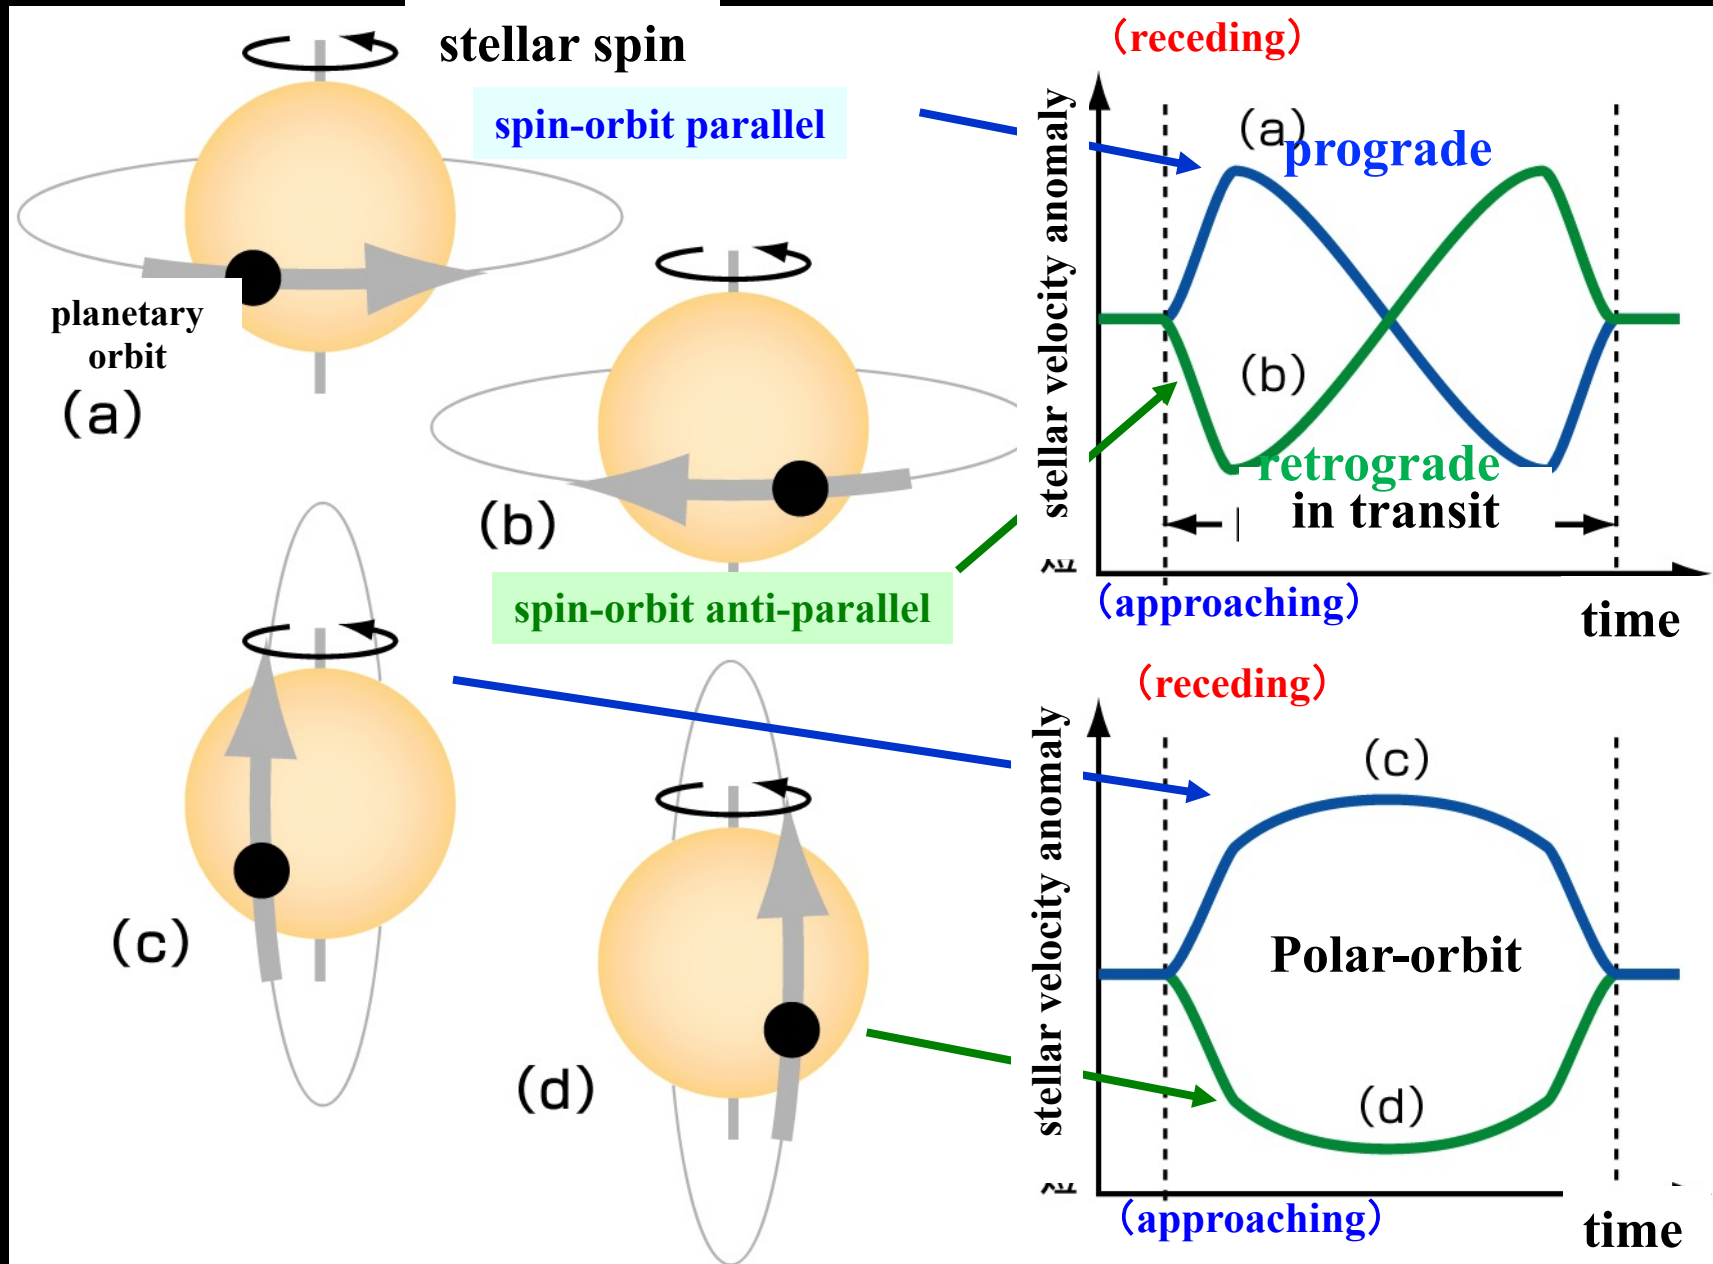 stellar spin
spin-orbit parallel
planetary
orbit
(a)
(b)
spin-orbit anti-parallel
(c)
(d)
（receding）
stellar velocity anomaly
(a)
prograde
(b)
retrograde
in transit
（approaching）
time
（receding）
stellar velocity anomaly
(c)
Polar-orbit
(d)
（approaching）
time